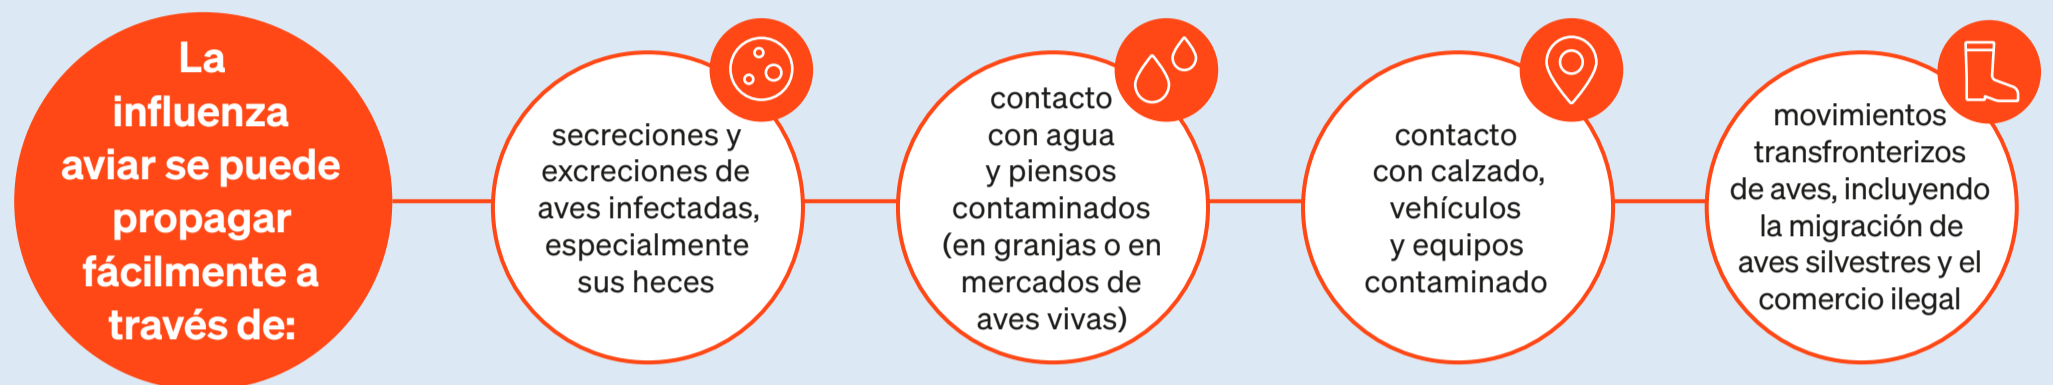 La
influenza
aviar se puede
propagar
fácilmente a
través de:
secreciones y
excreciones de
aves infectadas,
especialmente
sus heces
contacto
con agua
y piensos
contaminados
(en granjas o en
mercados de
aves vivas)
contacto
con calzado,
vehículos
y equipos
contaminado
movimientos
transfronterizos
de aves, incluyendo
la migración de
aves silvestres y el
comercio ilegal